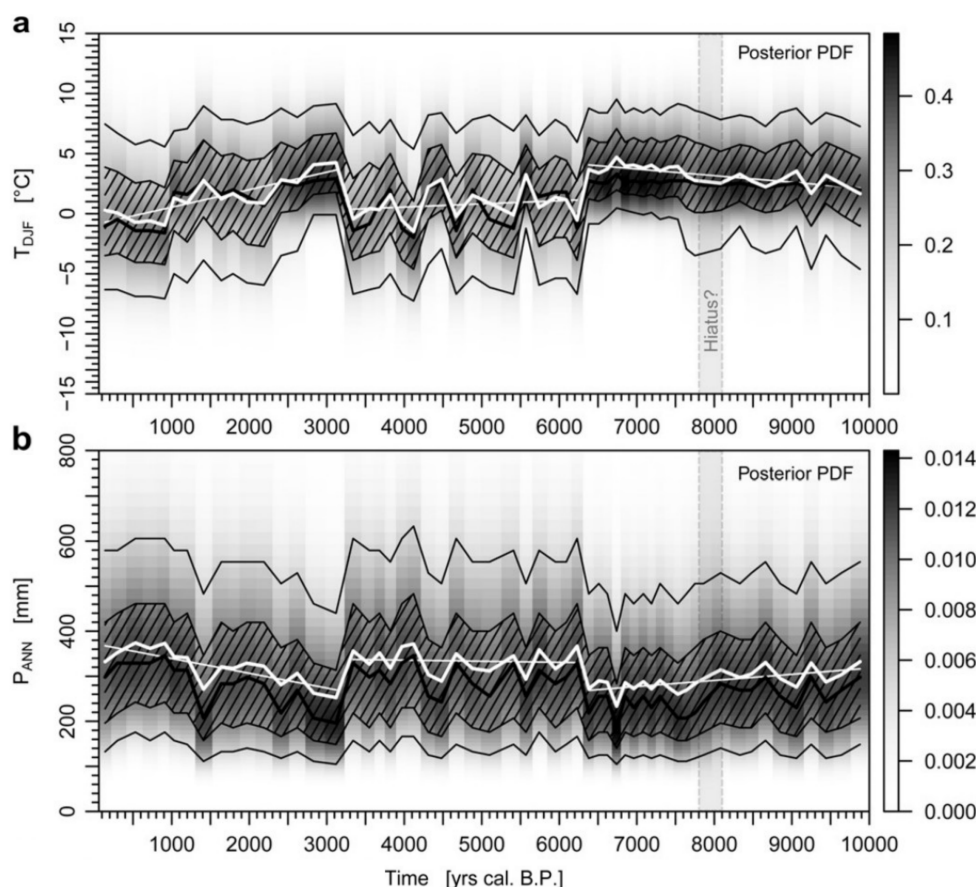 a
Posterior PDF
T_DJF [°C]
15
10
5
0
−5
−10
−15
0.4
0.3
0.2
0.1
Hiatus?
1000 2000 3000 4000 5000 6000 7000 8000 9000 10000
b
Posterior PDF
P_ANN [mm]
800
600
400
200
0
0.014
0.012
0.010
0.008
0.006
0.004
0.002
0.000
1000 2000 3000 4000 5000 6000 7000 8000 9000 10000
Time [yrs cal. B.P.]